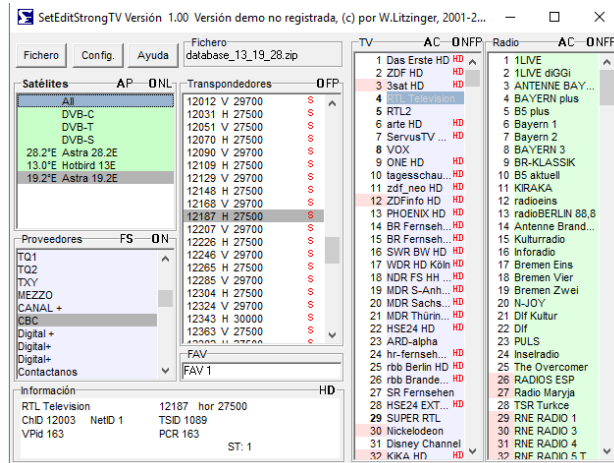 SetEditStrongTV Versión 1.00 Versión demo no registrada, (c) por W.Litzinger, 2001-2...
Fichero
Config.
Ayuda
Fichero
database_13_19_28.zip
Satélites AP ONL
All
DVB-C
DVB-T
DVB-S
28.2°E Astra 28.2E
13.0°E Hotbird 13E
19.2°E Astra 19.2E
Proveedores FS ON
TQ1
TQ2
TXY
MEZZO
CANAL +
CBC
Digital +
Digital+
Digital+
Contactanos
Transpondedores OFP
12012 V 29700 S
12031 H 27500 S
12051 V 27500 S
12070 H 27500 S
12090 V 29700 S
12109 H 27500 S
12129 V 29700 S
12148 H 27500 S
12168 V 29700 S
12187 H 27500 S
12207 V 29700 S
12226 H 27500 S
12246 V 29700 S
12265 H 27500 S
12285 V 29700 S
12304 H 27500 S
12324 V 29700 S
12343 H 30000 S
12363 V 27500 S
FAV
FAV 1
Información HD
RTL Television 12187 hor 27500
ChID 12003 NetID 1 TSID 1089
VPid 163 PCR 163
ST: 1
TV AC ONFP
1 Das Erste HD HD
2 ZDF HD HD
3 3sat HD HD
4 RTL Television
5 RTL2
6 arte HD HD
7 ServusTV ... HD
8 VOX
9 ONE HD HD
10 tagesschau... HD
11 zdf_neo HD HD
12 ZDFinfo HD HD
13 PHOENIX HD HD
14 BR Fernseh... HD
15 BR Fernseh... HD
16 SWR BW HD HD
17 WDR HD Köln HD
18 NDR FS HH ... HD
19 MDR S-Anh... HD
20 MDR Sachs... HD
21 MDR Thürin... HD
22 HSE24 HD HD
23 ARD-alpha
24 hr-fernseh... HD
25 rbb Berlin HD HD
26 rbb Brande... HD
27 SR Fernsehen
28 HSE24 EXT... HD
29 SUPER RTL
30 Nickelodeon
31 Disney Channel
32 KiKA HD HD
Radio AC ONFP
1 1LIVE
2 1LIVE diGGi
3 ANTENNE BAY...
4 BAYERN plus
5 B5 plus
6 Bayern 1
7 Bayern 2
8 BAYERN 3
9 BR-KLASSIK
10 B5 aktuell
11 KIRAKA
12 radioeins
13 radioBERLIN 88,8
14 Antenne Brand...
15 Kulturradio
16 Inforadio
17 Bremen Eins
18 Bremen Vier
19 Bremen Zwei
20 N-JOY
21 Dlf Kultur
22 Dlf
23 PULS
24 Inselradio
25 The Overcomer
26 RADIOS ESP
27 Radio Maryja
28 TSR Turkce
29 RNE RADIO 1
30 RNE RADIO 3
31 RNE RADIO 4
32 RNE RADIO 5 T